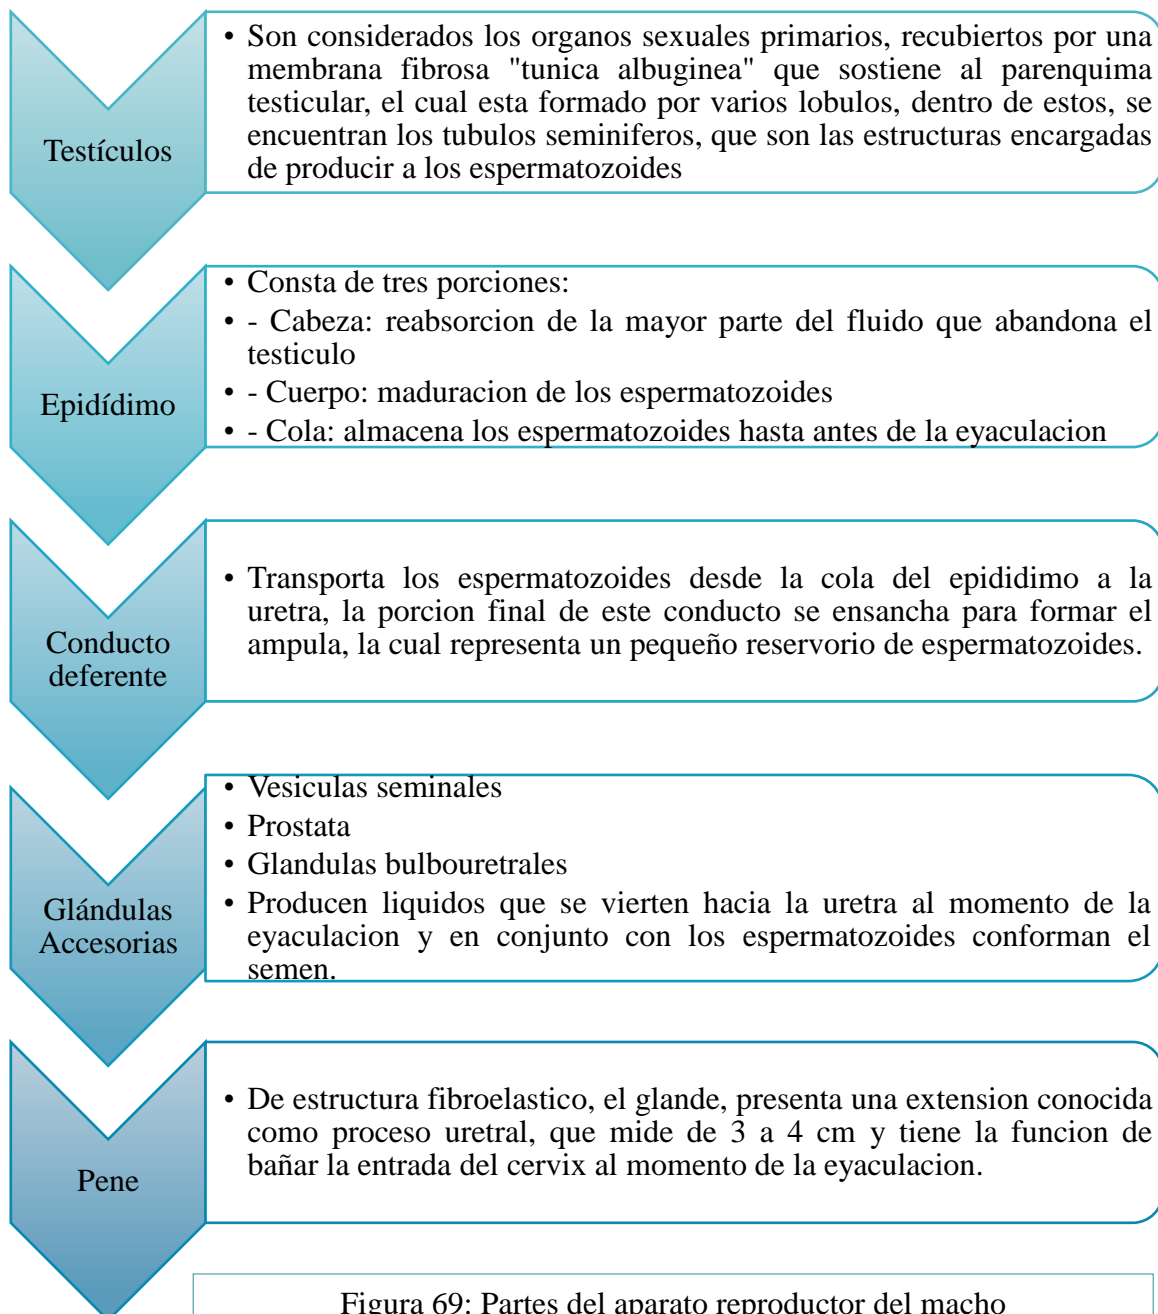 Testículos
• Son considerados los organos sexuales primarios, recubiertos por una
membrana fibrosa "tunica albuginea" que sostiene al parenquima
testicular, el cual esta formado por varios lobulos, dentro de estos, se
encuentran los tubulos seminiferos, que son las estructuras encargadas
de producir a los espermatozoides
Epidídimo
• Consta de tres porciones:
• - Cabeza: reabsorcion de la mayor parte del fluido que abandona el
testiculo
• - Cuerpo: maduracion de los espermatozoides
• - Cola: almacena los espermatozoides hasta antes de la eyaculacion
Conducto
deferente
• Transporta los espermatozoides desde la cola del epididimo a la
uretra, la porcion final de este conducto se ensancha para formar el
ampula, la cual representa un pequeño reservorio de espermatozoides.
Glándulas
Accesorias
• Vesiculas seminales
• Prostata
• Glandulas bulbouretrales
• Producen liquidos que se vierten hacia la uretra al momento de la
eyaculacion y en conjunto con los espermatozoides conforman el
semen.
Pene
• De estructura fibroelastico, el glande, presenta una extension conocida
como proceso uretral, que mide de 3 a 4 cm y tiene la funcion de
bañar la entrada del cervix al momento de la eyaculacion.
Figura 69: Partes del aparato reproductor del macho